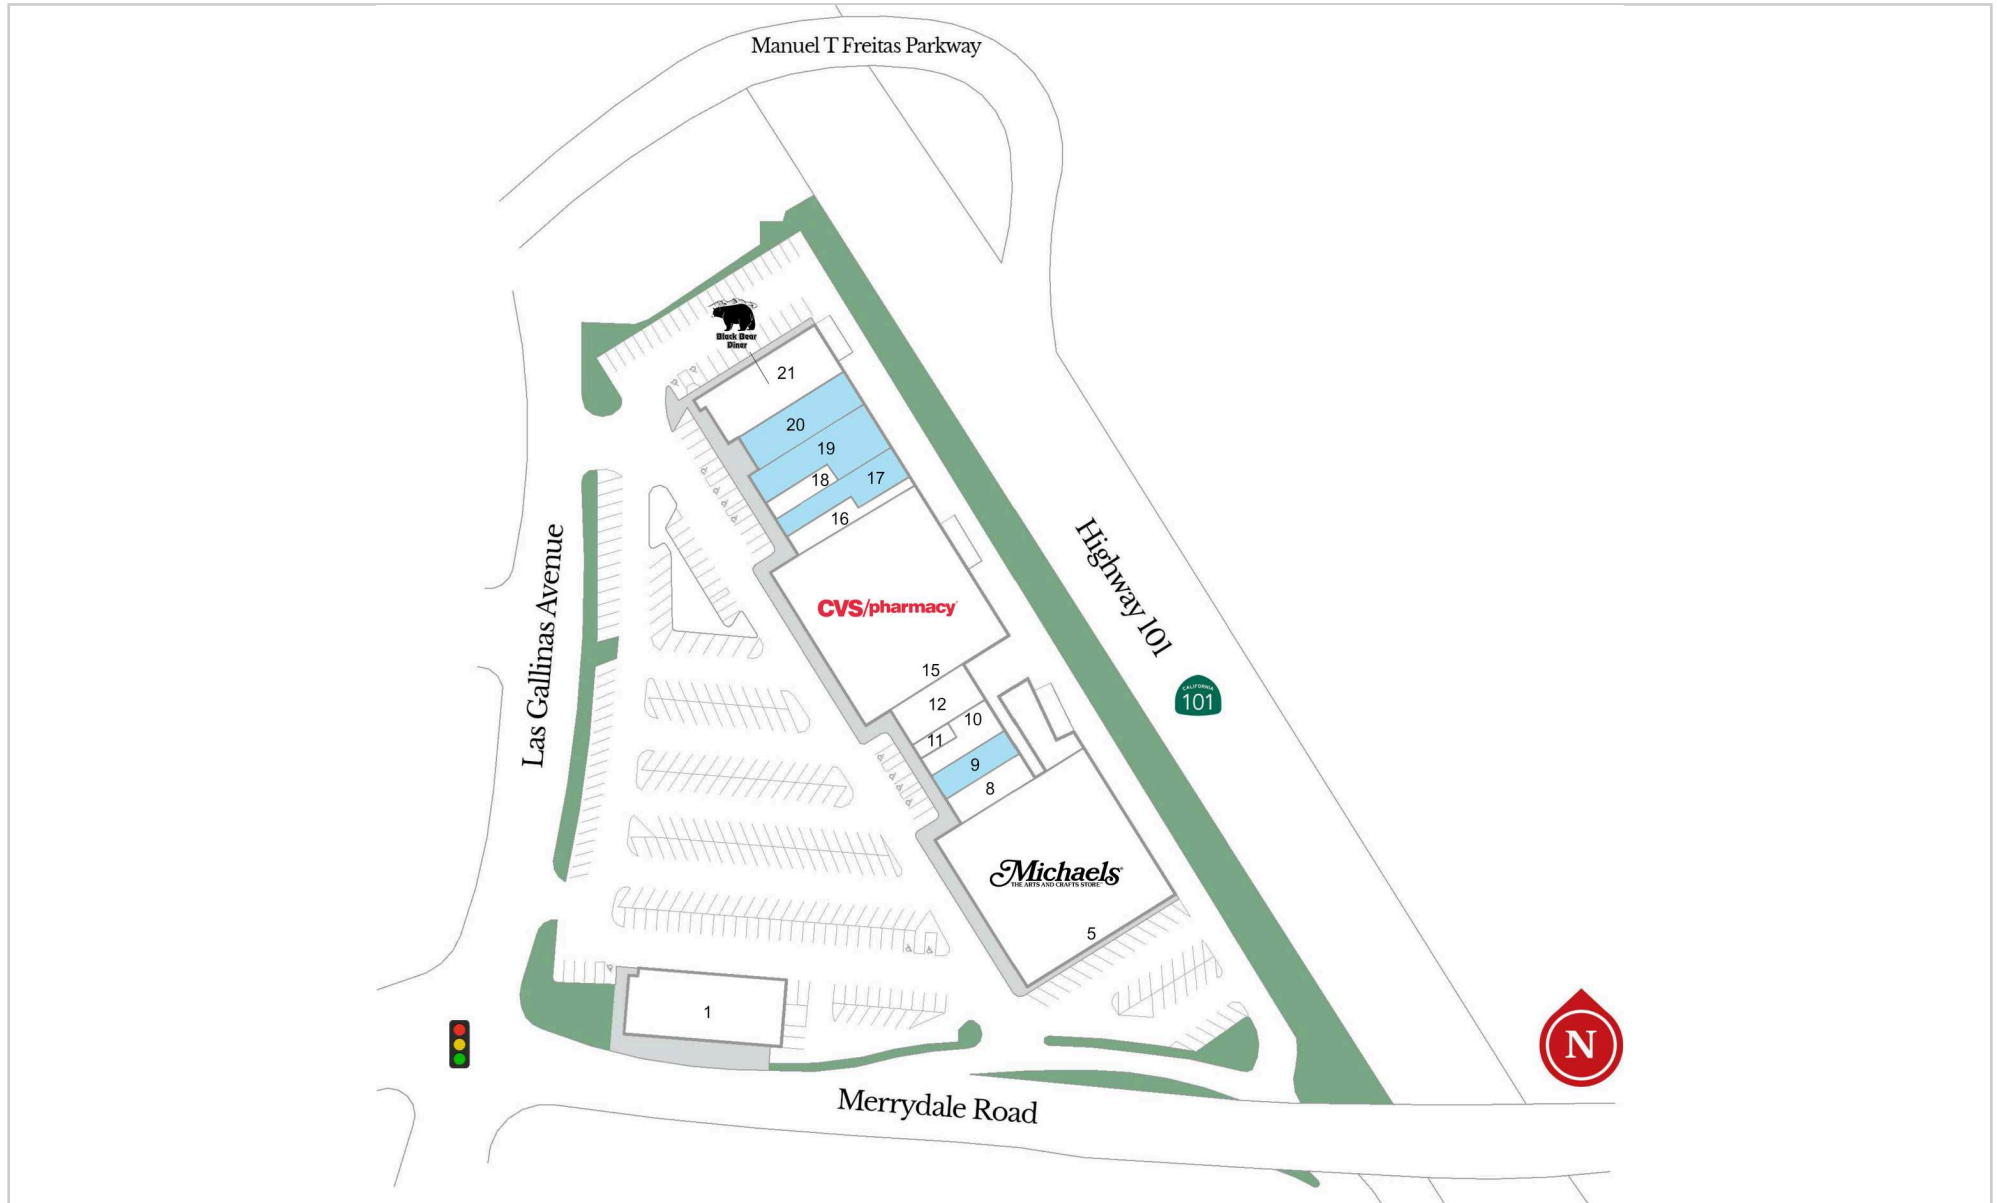 Manuel T Freitas Parkway
Black Bear
Diner
21
20
19
18
17
16
CVS/pharmacy
15
12
10
11
9
8
Michaels
THE ARTS AND CRAFTS STORE
5
1
Las Gallinas Avenue
Highway 101
CALIFORNIA
101
Merrydale Road
N